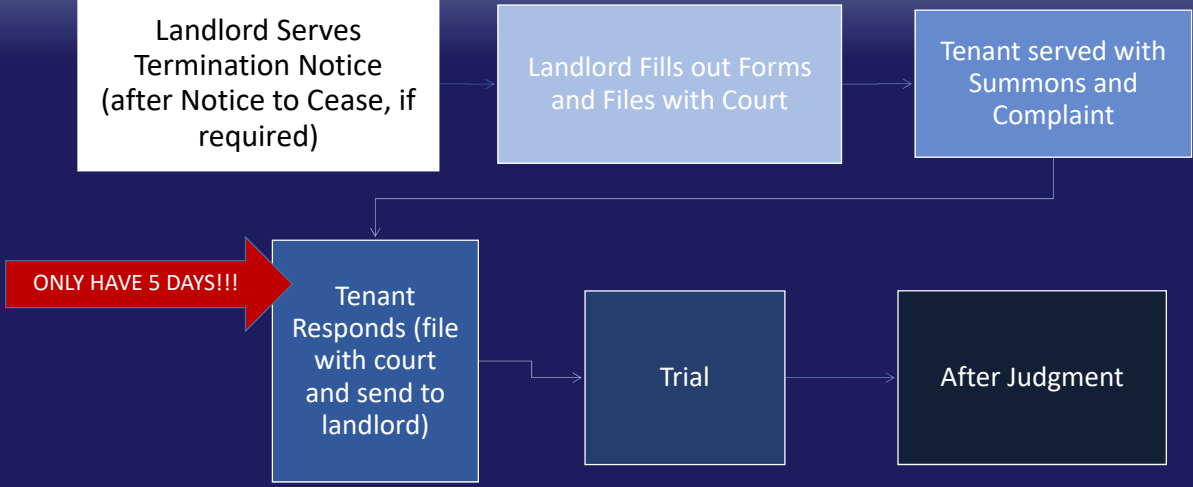 Landlord Serves
Termination Notice
(after Notice to Cease, if
required)
Landlord Fills out Forms
and Files with Court
Tenant served with
Summons and
Complaint
ONLY HAVE 5 DAYS!!!
Tenant
Responds (file
with court
and send to
landlord)
Trial
After Judgment